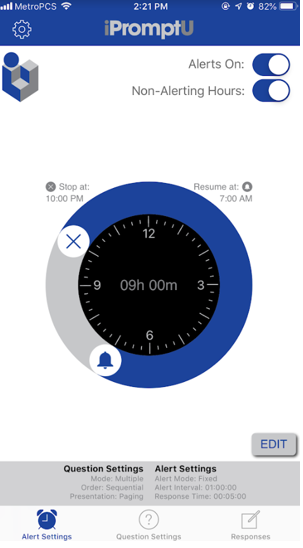 MetroPCS 2:21 PM 82%
iPromptU
Alerts On:
Non-Alerting Hours:
Stop at: Resume at:
10:00 PM 7:00 AM
12
9 09h 00m 3
6
EDIT
Question Settings Alert Settings
Mode: Multiple Alert Mode: Fixed
Order: Sequential Alert Interval: 01:00:00
Presentation: Paging Response Time: 00:05:00
Alert Settings Question Settings Responses